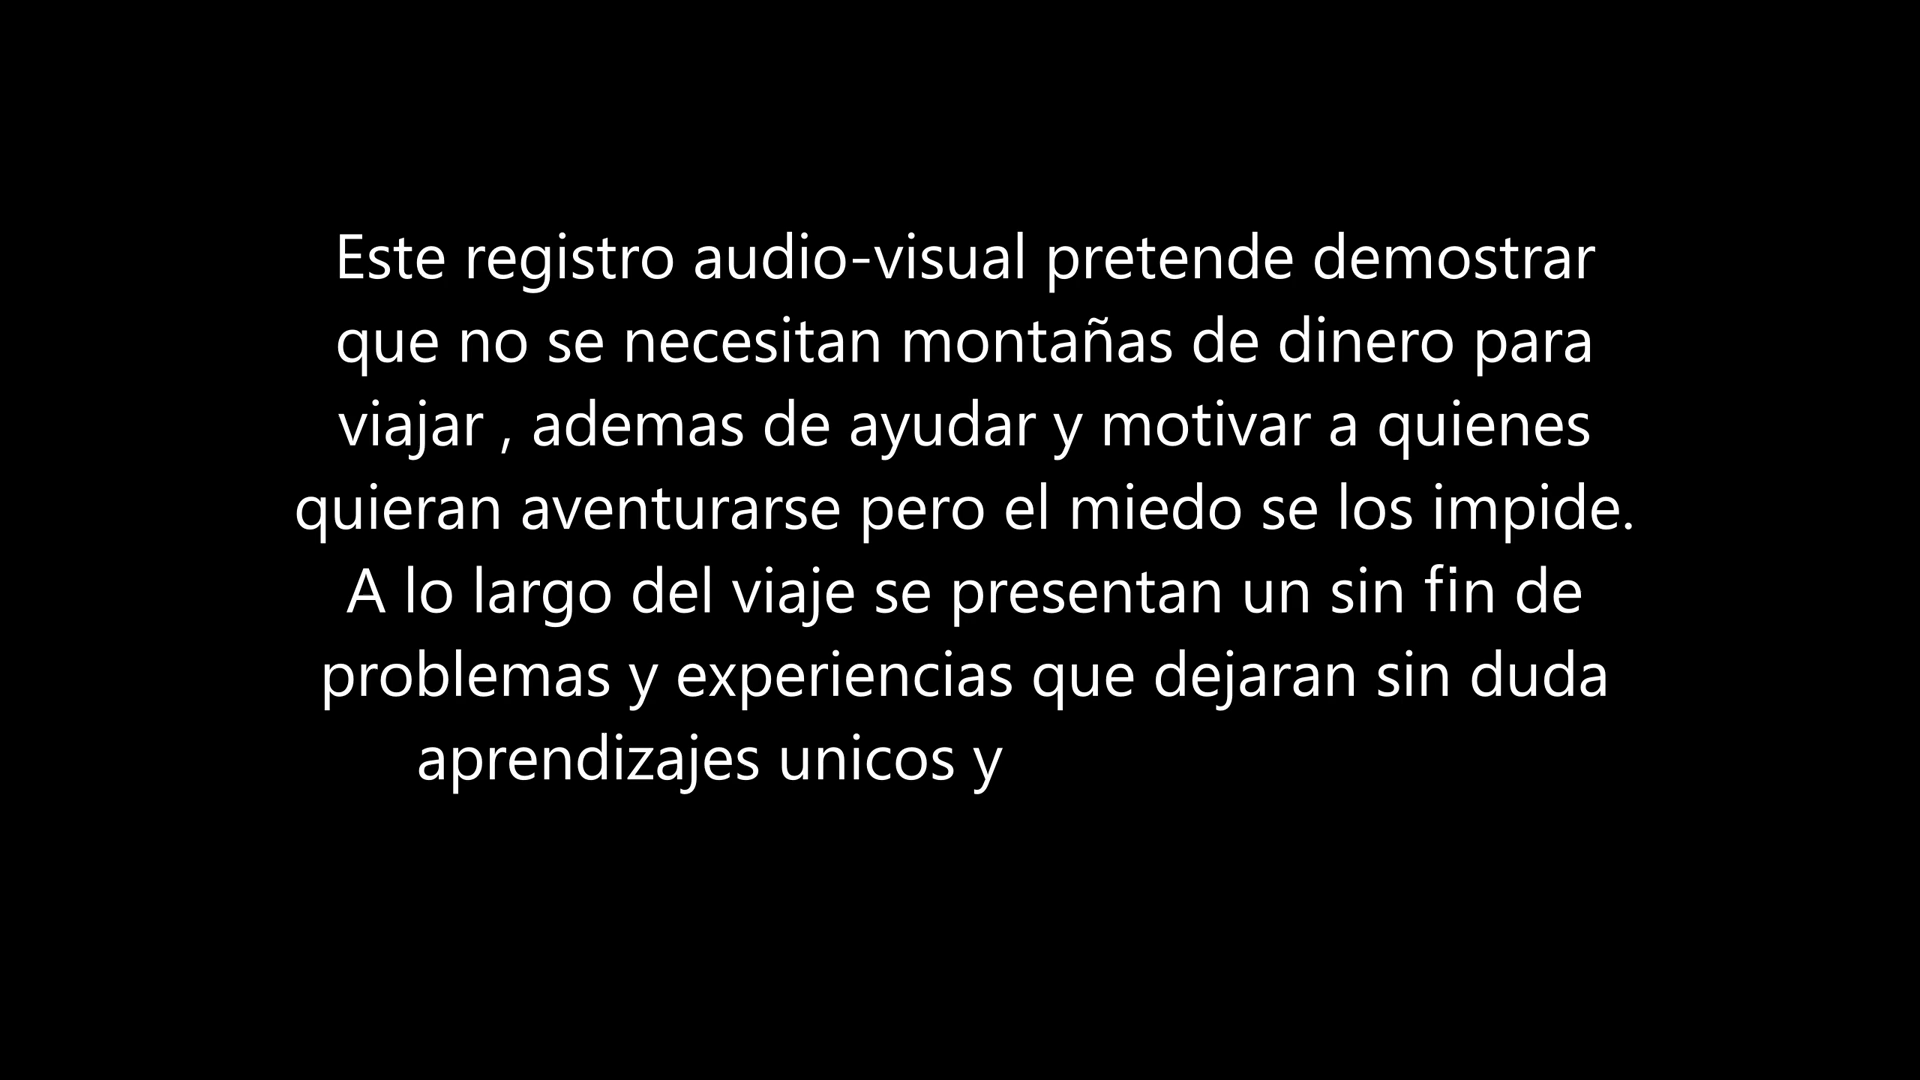 Este registro audio-visual pretende demostrar
que no se necesitan montañas de dinero para
viajar , ademas de ayudar y motivar a quienes
quieran aventurarse pero el miedo se los impide.
A lo largo del viaje se presentan un sin fin de
problemas y experiencias que dejaran sin duda
aprendizajes unicos y